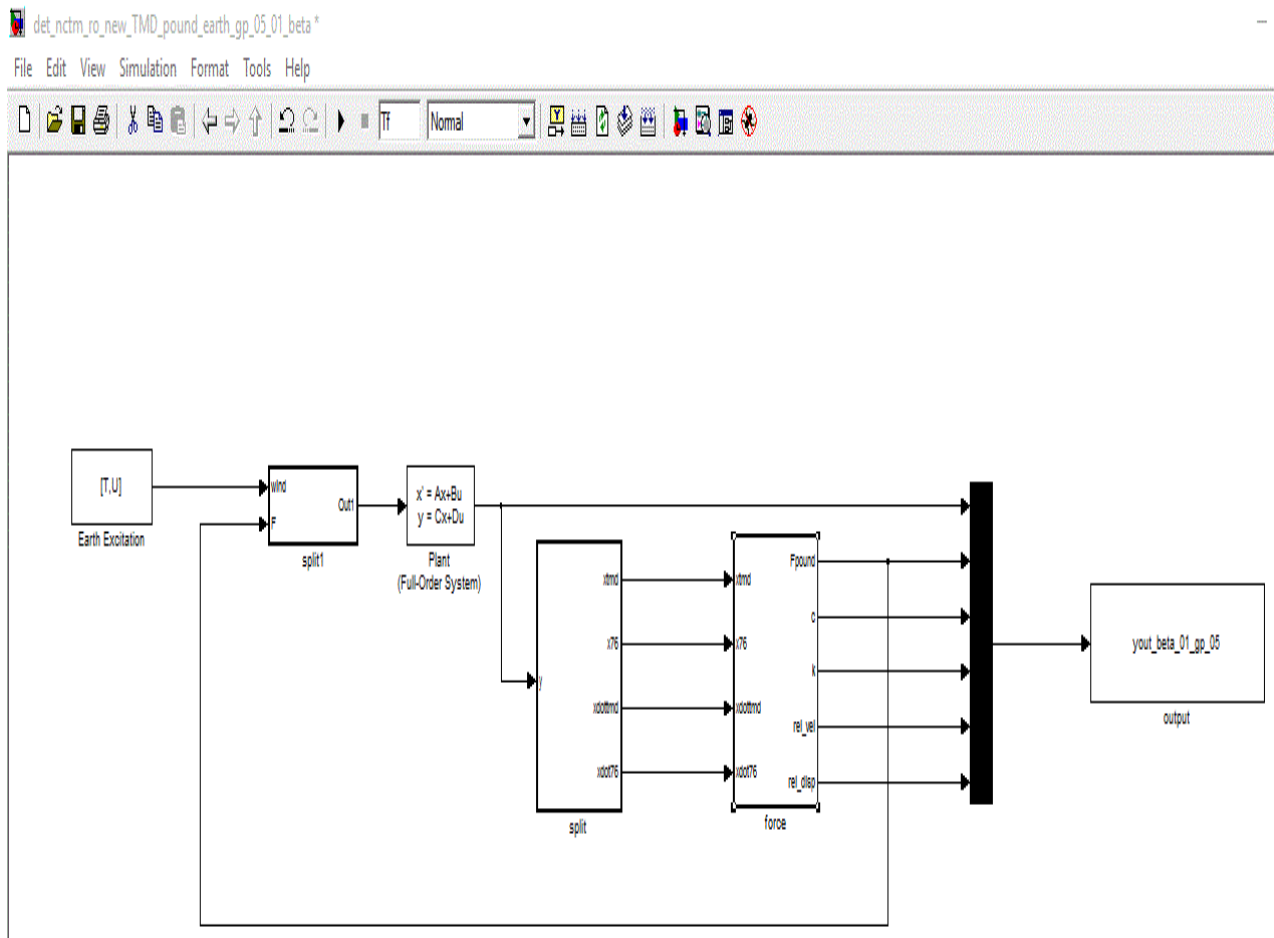 det_nctm_ro_new_TMD_pound_earth_gp_05_01_beta *
File Edit View Simulation Format Tools Help
Tf Normal
[T,U]
Earth Excitation
wind
F
Out1
split1
x' = Ax+Bu
y = Cx+Du
Plant
(Full-Order System)
y
xtmd
x76
xdottmd
xdot76
split
xtmd
x76
xdottmd
xdot76
Fpound
c
k
rel_vel
rel_disp
force
yout_beta_01_gp_05
output